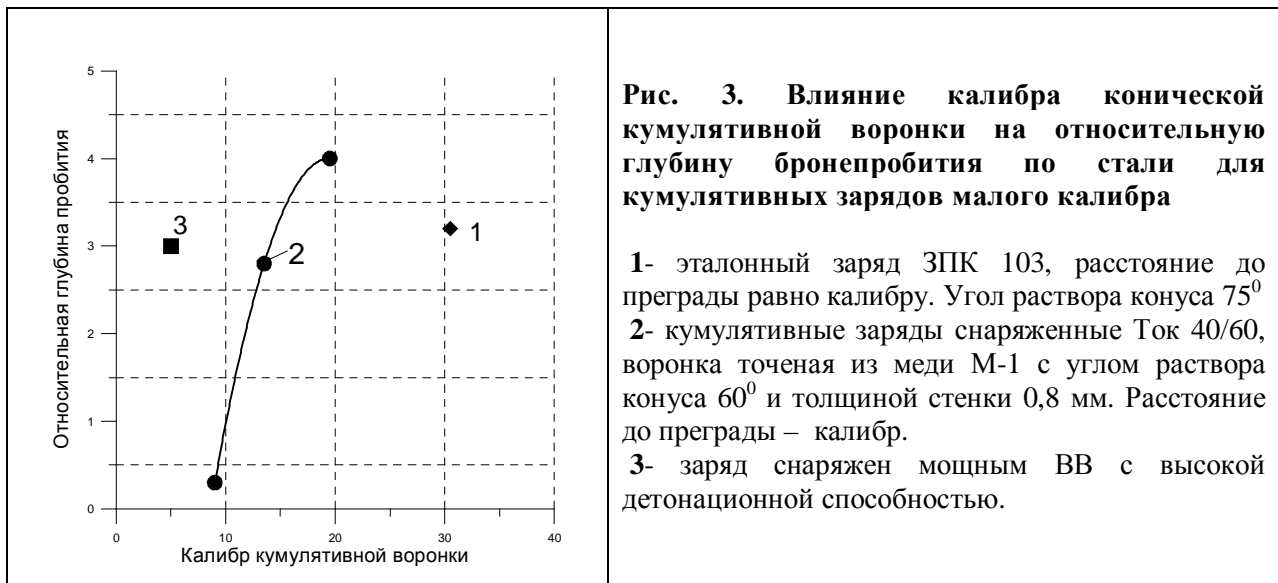 5
4
3
2
1
0
0
10
20
30
40
Относительная глубина пробития
Калибр кумулятивной воронки
3
2
1
Рис. 3. Влияние калибра конической
кумулятивной воронки на относительную
глубину бронепробития по стали для
кумулятивных зарядов малого калибра
1- эталонный заряд ЗПК 103, расстояние до
преграды равно калибру. Угол раствора конуса 75⁰
2- кумулятивные заряды снаряженные Ток 40/60,
воронка точеная из меди М-1 с углом раствора
конуса 60⁰ и толщиной стенки 0,8 мм. Расстояние
до преграды – калибр.
3- заряд снаряжен мощным ВВ с высокой
детонационной способностью.